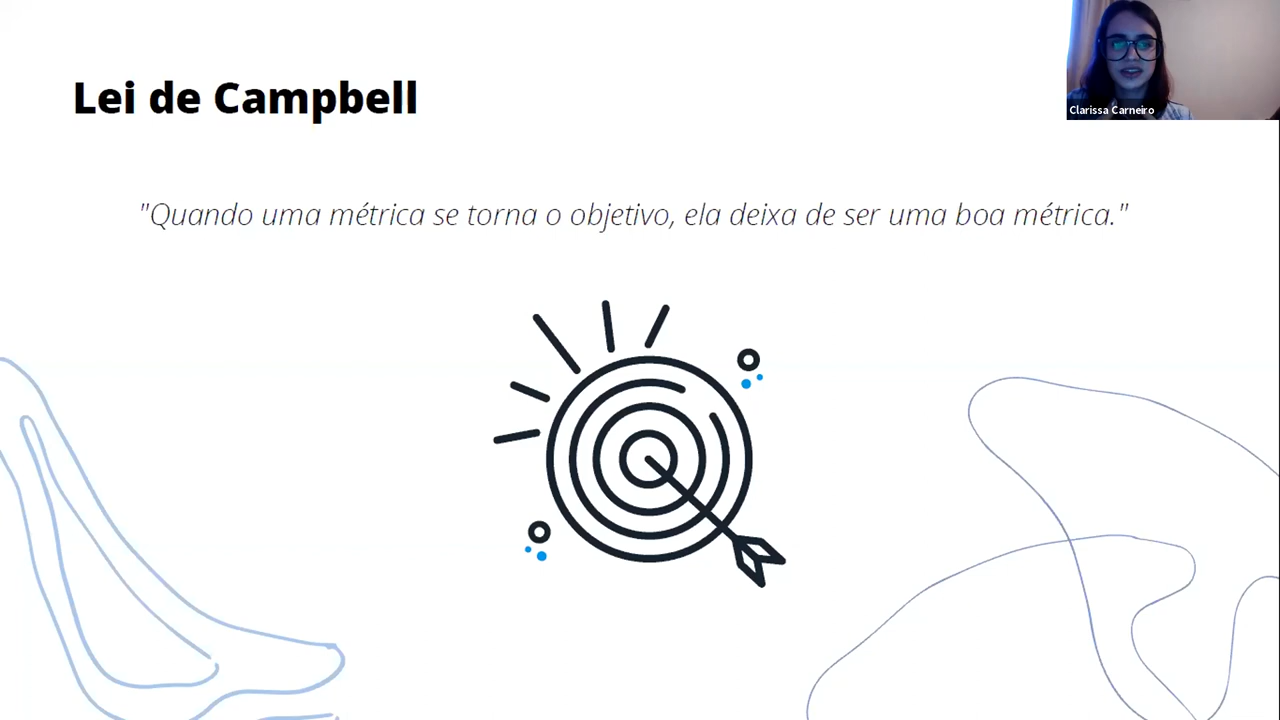 Lei de Campbell
Clarissa Carneiro
"Quando uma métrica se torna o objetivo, ela deixa de ser uma boa métrica."